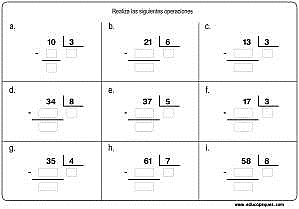 Realiza las siguientes operaciones
a. b. c.
10 3 21 6 13 3
- - -
d. e. f.
34 8 37 5 17 3
- - -
g. h. i.
35 4 61 7 58 8
- - -
www.educapeques.com